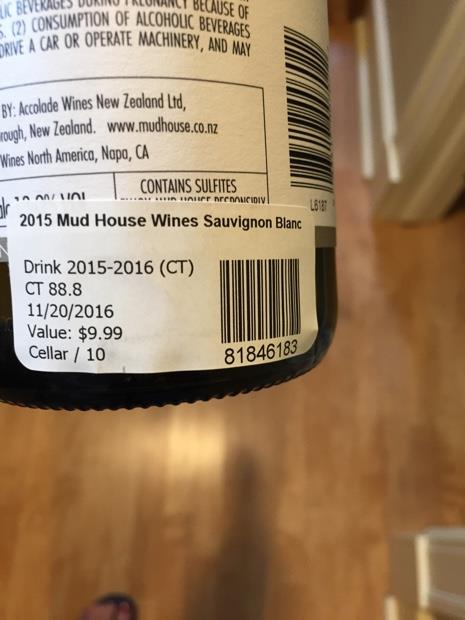 LIC BEVERAGES DURING PREGNANCY BECAUSE OF
S. (2) CONSUMPTION OF ALCOHOLIC BEVERAGES
DRIVE A CAR OR OPERATE MACHINERY, AND MAY
BY: Accolade Wines New Zealand Ltd,
rough, New Zealand. www.mudhouse.co.nz
Wines North America, Napa, CA
CONTAINS SULFITES
L6187
2015 Mud House Wines Sauvignon Blanc
Drink 2015-2016 (CT)
CT 88.8
11/20/2016
Value: $9.99
Cellar / 10
81846183